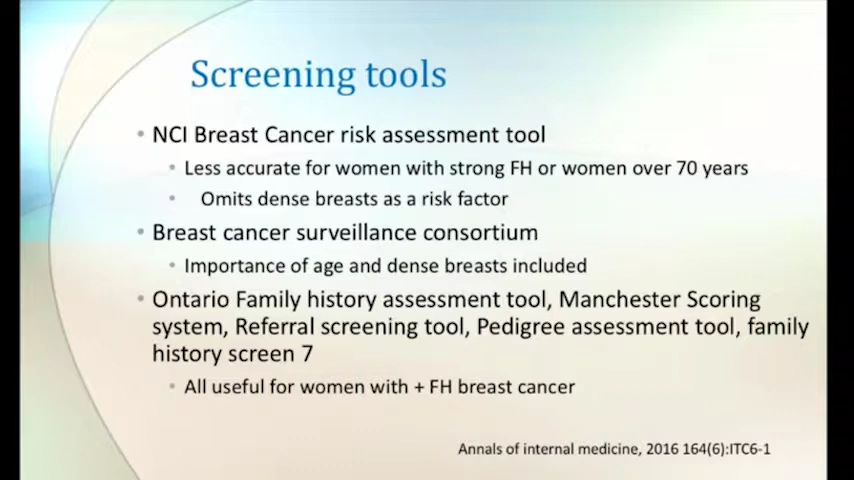 Screening tools
• NCI Breast Cancer risk assessment tool
• Less accurate for women with strong FH or women over 70 years
• Omits dense breasts as a risk factor
• Breast cancer surveillance consortium
• Importance of age and dense breasts included
• Ontario Family history assessment tool, Manchester Scoring
system, Referral screening tool, Pedigree assessment tool, family
history screen 7
• All useful for women with + FH breast cancer
Annals of internal medicine, 2016 164(6):ITC6-1